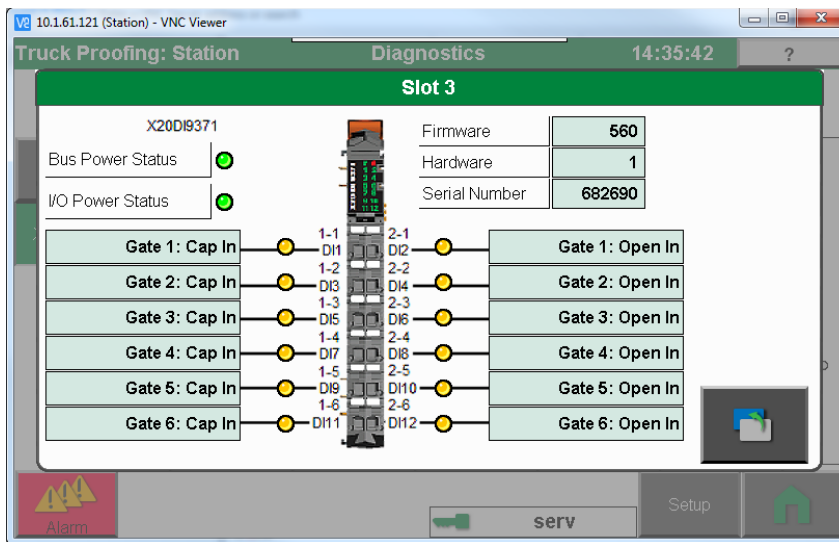 10.1.61.121 (Station) - VNC Viewer
Truck Proofing: Station Diagnostics 14:35:42 ?
Slot 3
X20DI9371
Bus Power Status
I/O Power Status
Firmware 560
Hardware 1
Serial Number 682690
1-1 2-1
Gate 1: Cap In DI1 DI2 Gate 1: Open In
1-2 2-2
Gate 2: Cap In DI3 DI4 Gate 2: Open In
1-3 2-3
Gate 3: Cap In DI5 DI6 Gate 3: Open In
1-4 2-4
Gate 4: Cap In DI7 DI8 Gate 4: Open In
1-5 2-5
Gate 5: Cap In DI9 DI10 Gate 5: Open In
1-6 2-6
Gate 6: Cap In DI11 DI12 Gate 6: Open In
Alarm serv Setup